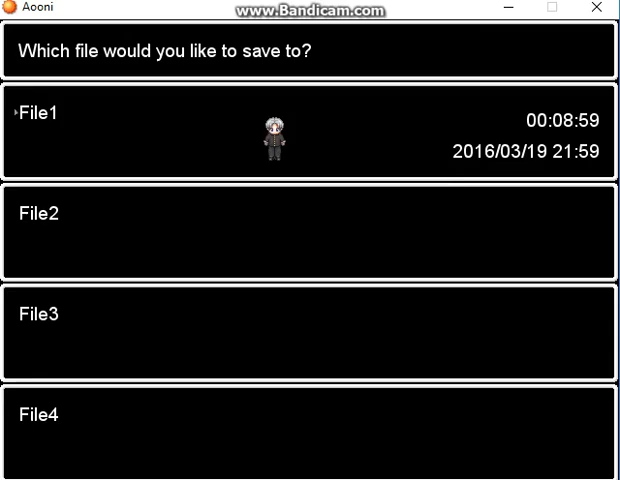 Aooni
www.Bandicam.com
Which file would you like to save to?
File1
00:08:59
2016/03/19 21:59
File2
File3
File4